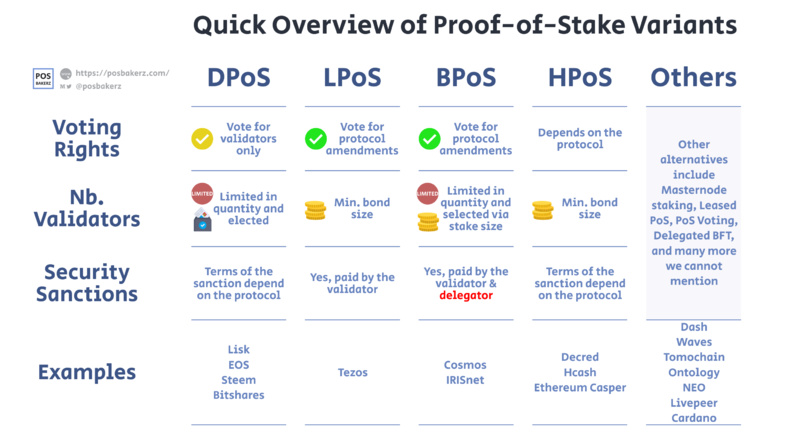 Quick Overview of Proof-of-Stake Variants
POS
BAKERZ
https://posbakerz.com/
@posbakerz
DPoS
LPoS
BPoS
HPoS
Others
Voting
Rights
Vote for
validators
only
Vote for
protocol
amendments
Vote for
protocol
amendments
Depends on the
protocol
Nb.
Validators
LIMITED
Limited in
quantity and
elected
Min. bond
size
LIMITED
Limited in
quantity and
selected via
stake size
Min. bond
size
Security
Sanctions
Terms of the
sanction depend
on the protocol
Yes, paid by the
validator
Yes, paid by the
validator &
delegator
Terms of the
sanction depend
on the protocol
Other
alternatives
include
Masternode
staking, Leased
PoS, PoS Voting,
Delegated BFT,
and many more
we cannot
mention
Examples
Lisk
EOS
Steem
Bitshares
Tezos
Cosmos
IRISnet
Decred
Hcash
Ethereum Casper
Dash
Waves
Tomochain
Ontology
NEO
Livepeer
Cardano